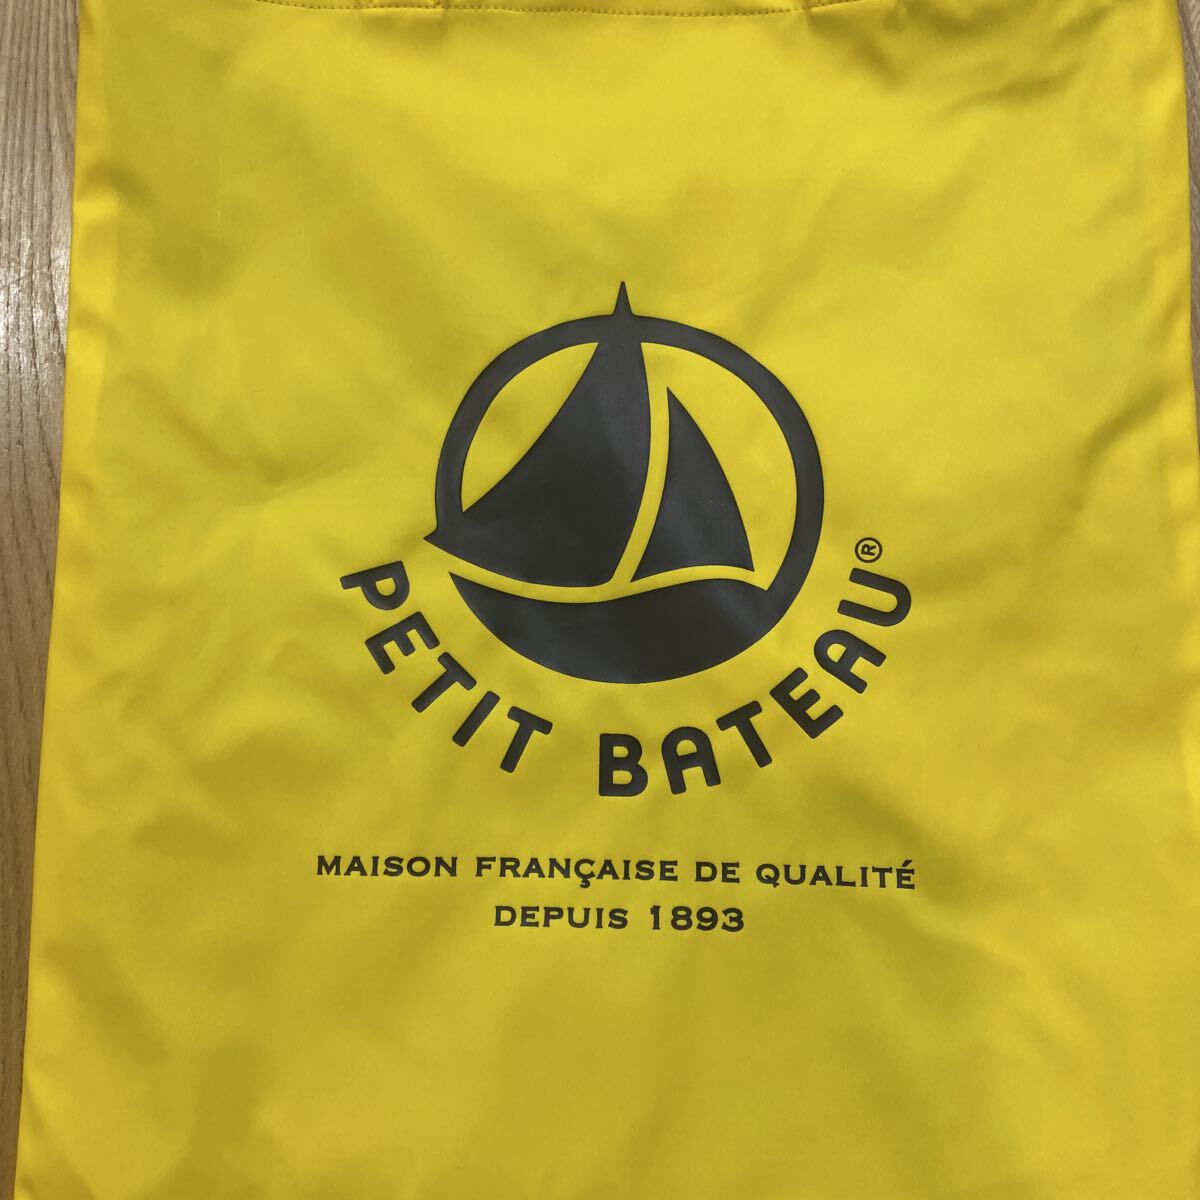 PETIT BATEAU®
MAISON FRANÇAISE DE QUALITÉ
DEPUIS 1893